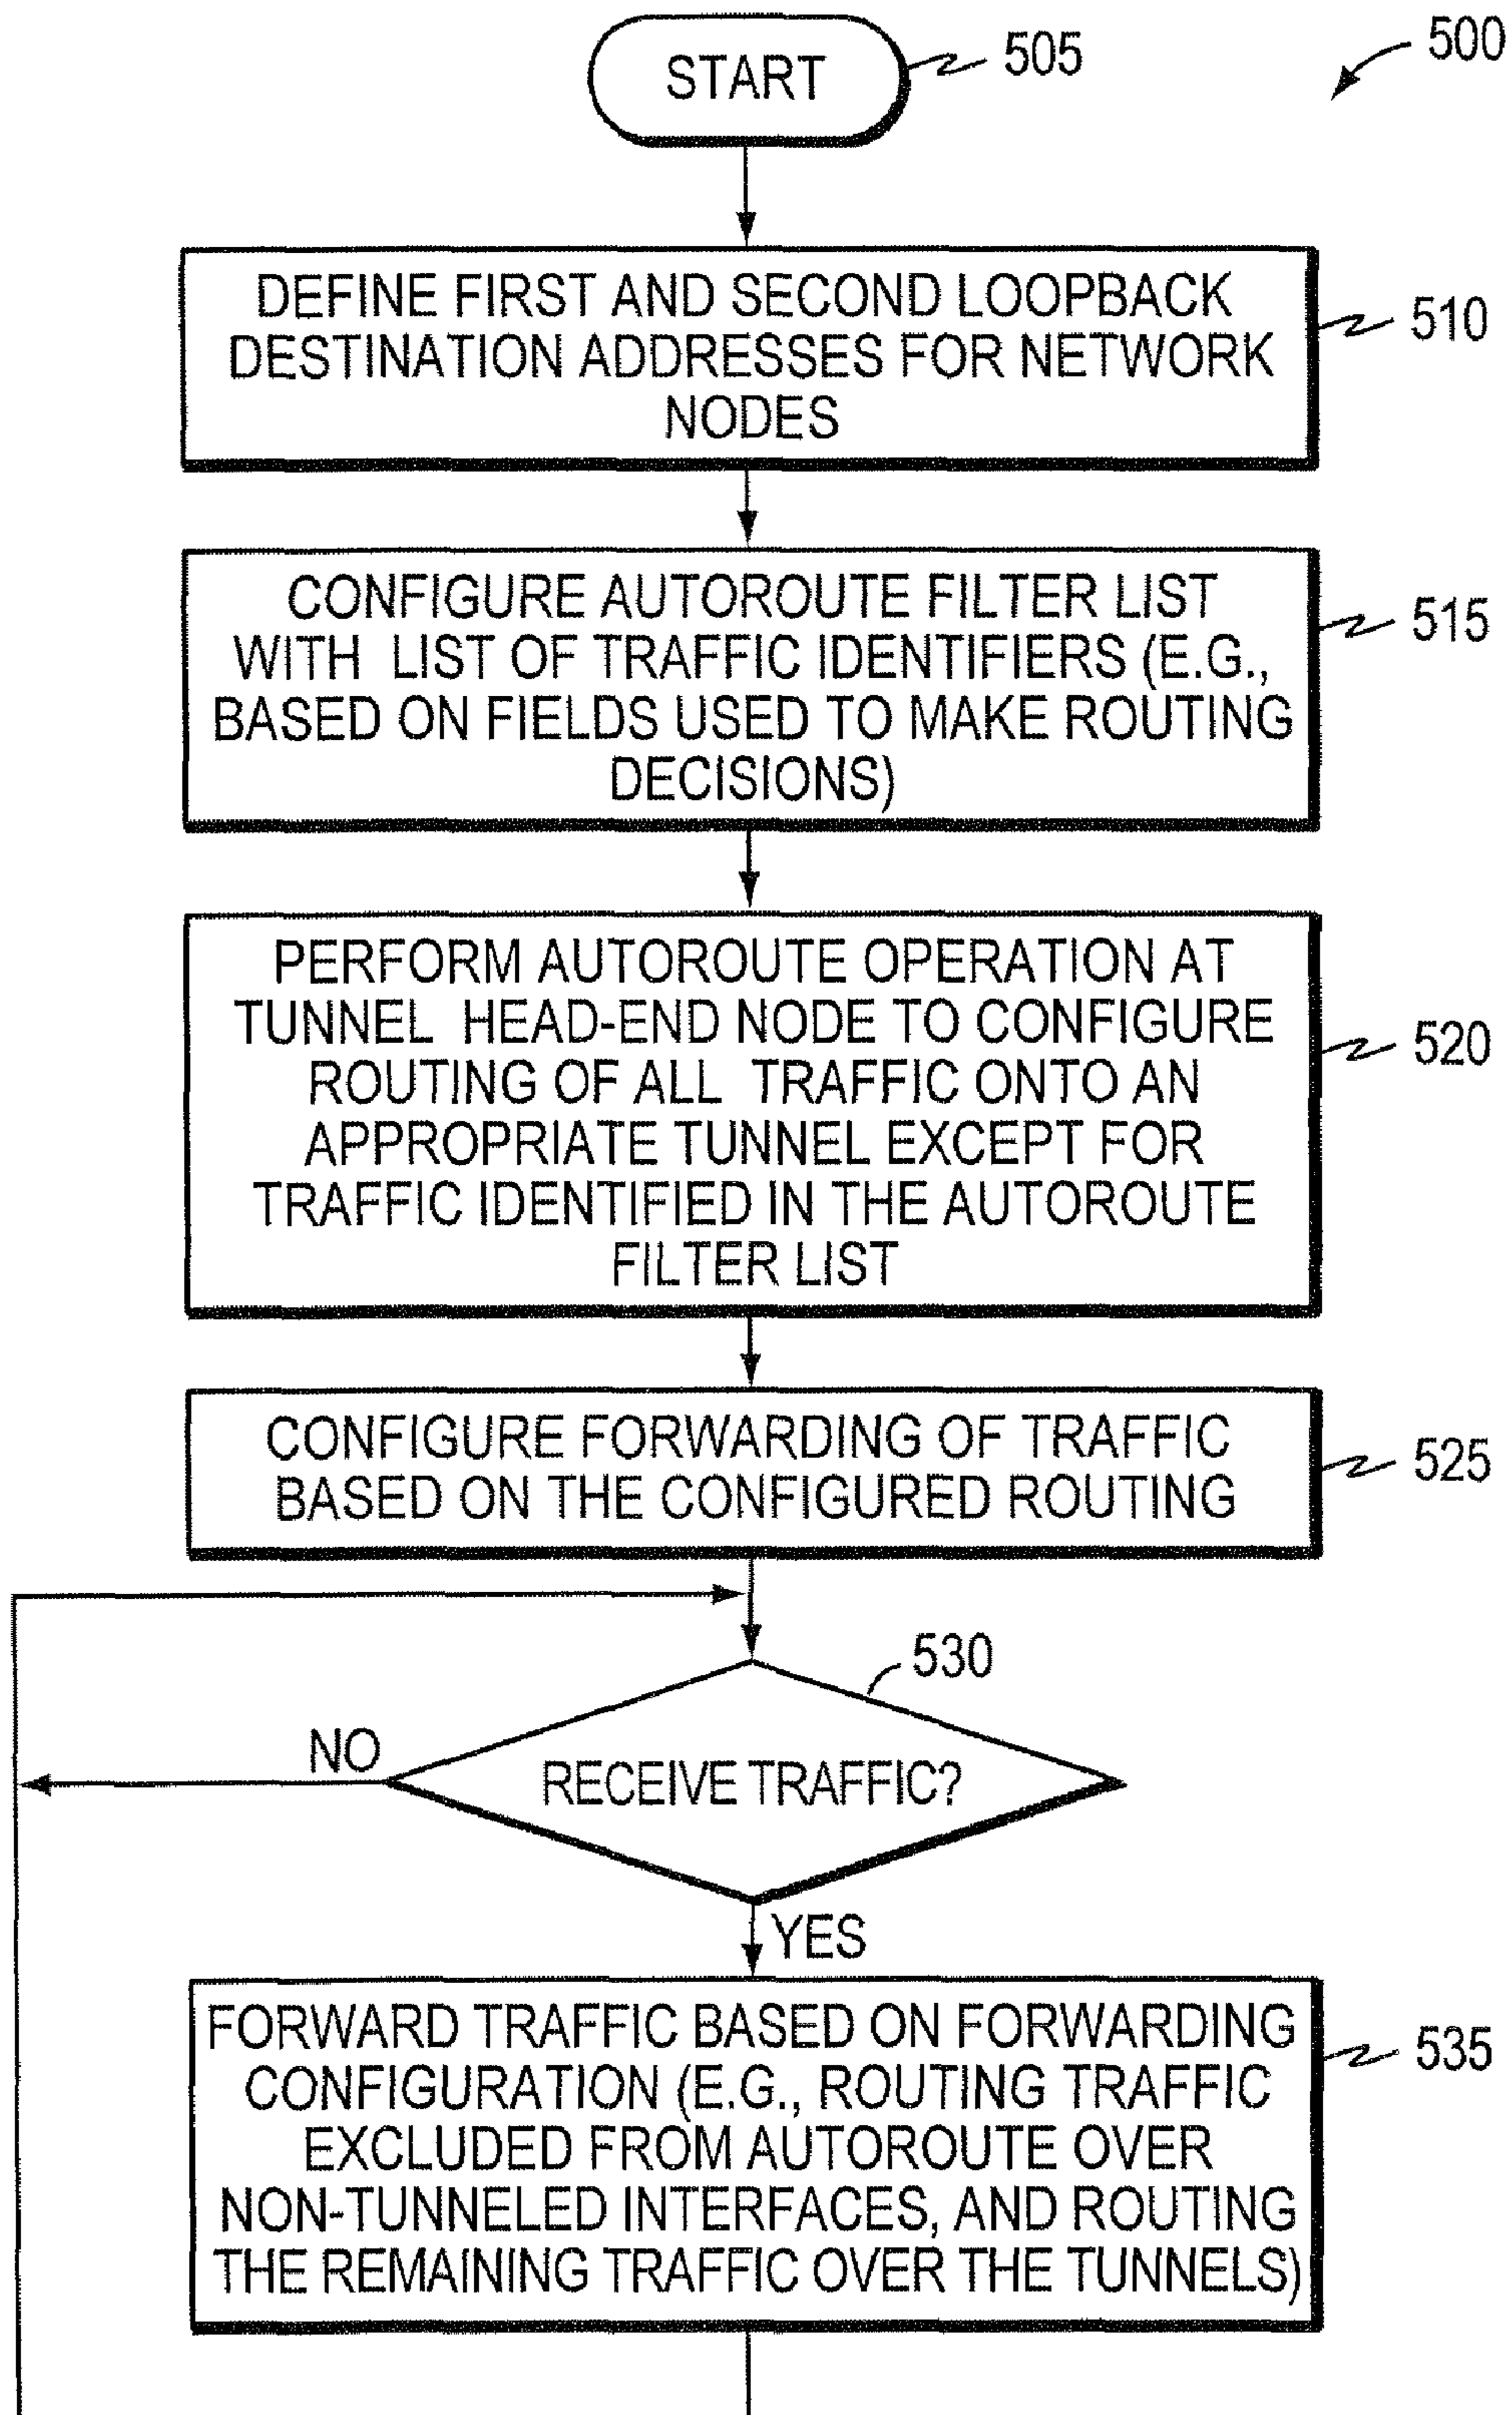 START
505
500
DEFINE FIRST AND SECOND LOOPBACK
DESTINATION ADDRESSES FOR NETWORK
NODES
510
CONFIGURE AUTOROUTE FILTER LIST
WITH LIST OF TRAFFIC IDENTIFIERS (E.G.,
BASED ON FIELDS USED TO MAKE ROUTING
DECISIONS)
515
PERFORM AUTOROUTE OPERATION AT
TUNNEL HEAD-END NODE TO CONFIGURE
ROUTING OF ALL TRAFFIC ONTO AN
APPROPRIATE TUNNEL EXCEPT FOR
TRAFFIC IDENTIFIED IN THE AUTOROUTE
FILTER LIST
520
CONFIGURE FORWARDING OF TRAFFIC
BASED ON THE CONFIGURED ROUTING
525
530
NO
RECEIVE TRAFFIC?
YES
FORWARD TRAFFIC BASED ON FORWARDING
CONFIGURATION (E.G., ROUTING TRAFFIC
EXCLUDED FROM AUTOROUTE OVER
NON-TUNNELED INTERFACES, AND ROUTING
THE REMAINING TRAFFIC OVER THE TUNNELS)
535